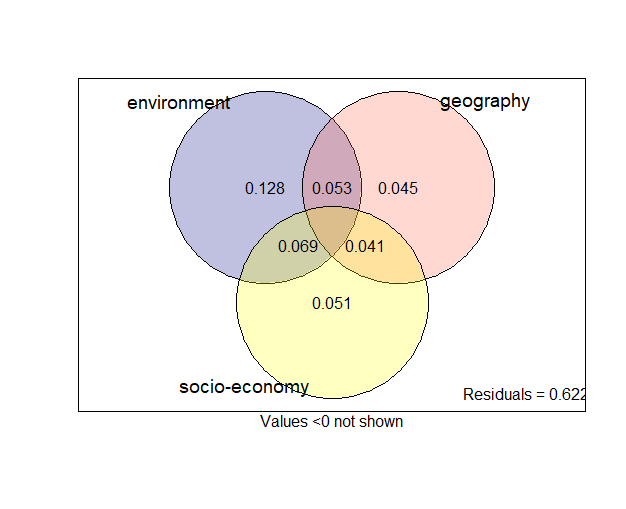 environment
geography
0.128
0.053
0.045
0.069
0.041
0.051
socio-economy
Residuals = 0.622
Values <0 not shown